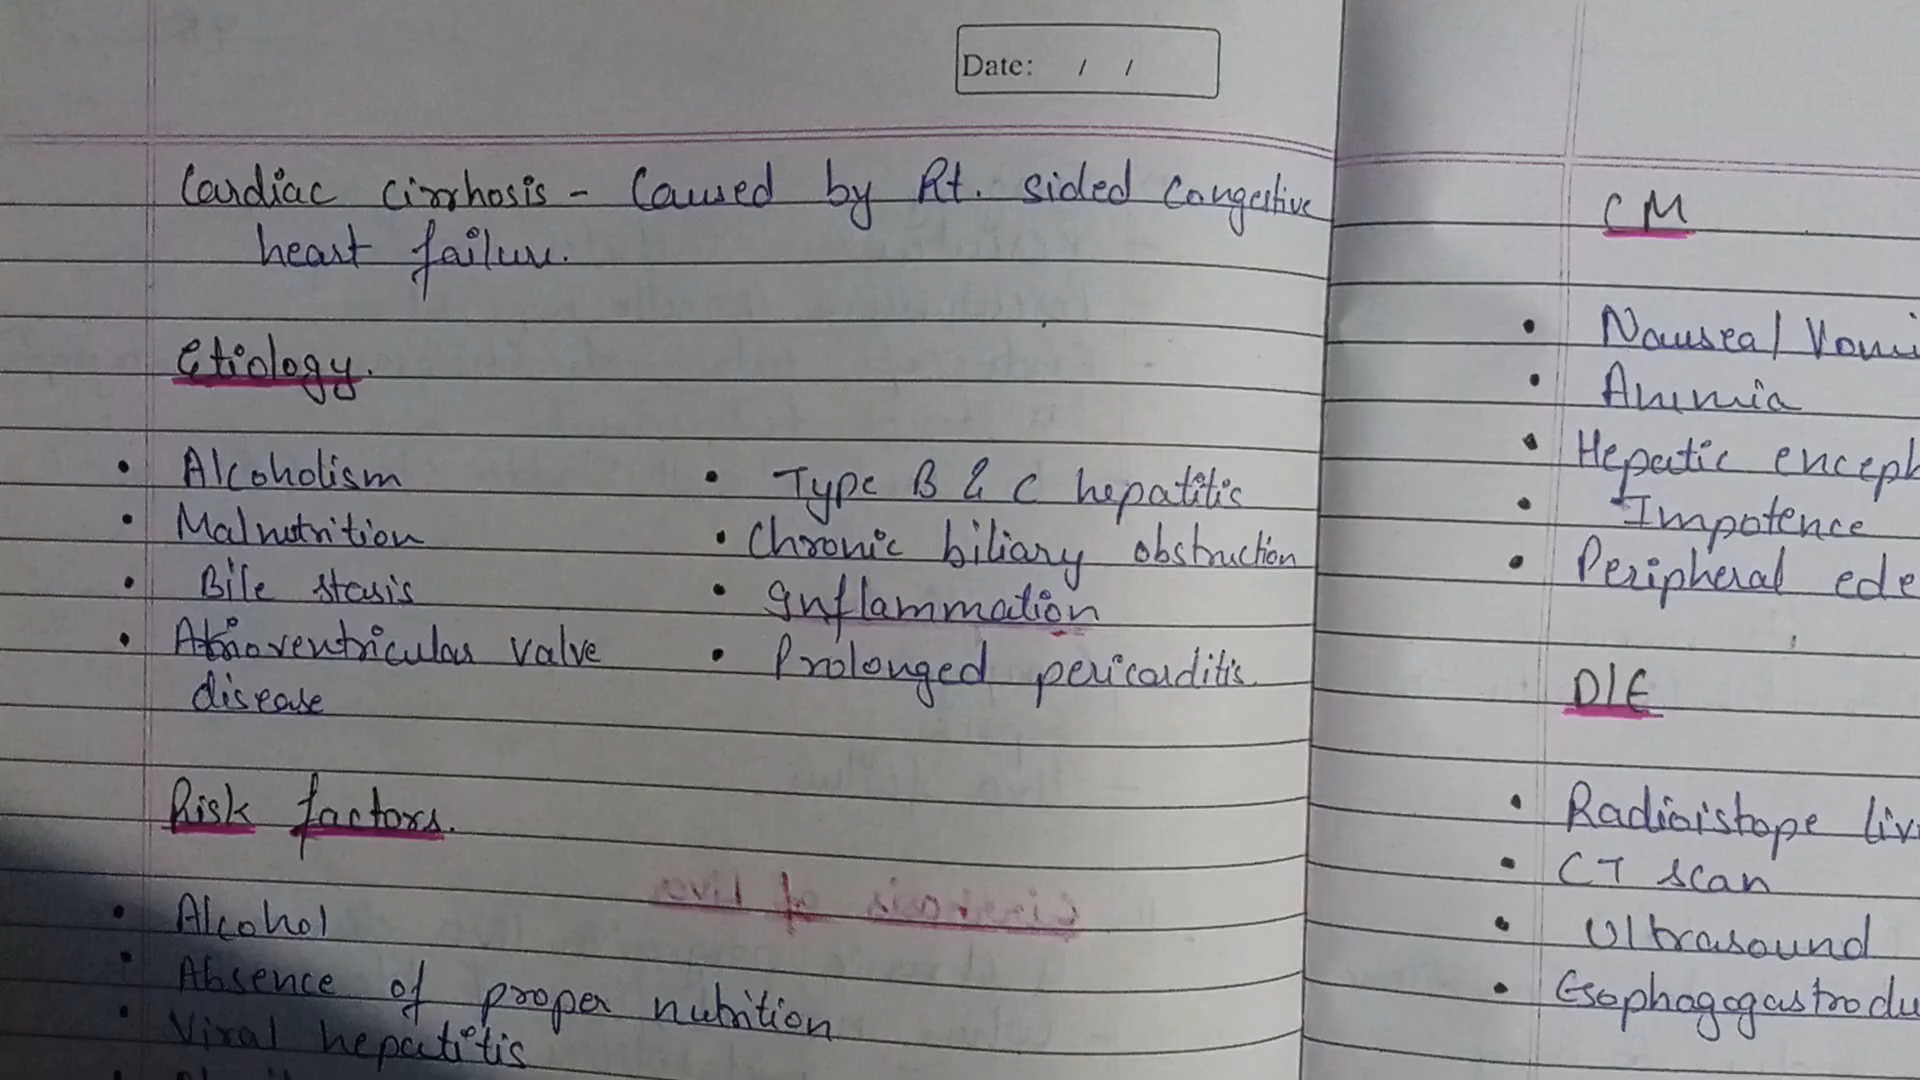 Date: / /
Cardiac cirrhosis - Caused by Rt. sided Congestive
heart failure.
Etiology.
• Alcoholism
• Malnutrition
• Bile stasis
• Atrioventricular valve
disease
• Type B & C hepatitis
• Chronic biliary obstruction
• Inflammation
• Prolonged pericarditis
Risk factors.
• Alcohol
• Absence of proper nutrition
• Viral hepatitis
CM
• Nausea/Vomi
• Anemia
• Hepatic enceph
• Impotence
• Peripheral ede
D/E
• Radioistope liv
• CT scan
• Ultrasound
• Esophagogastrodu